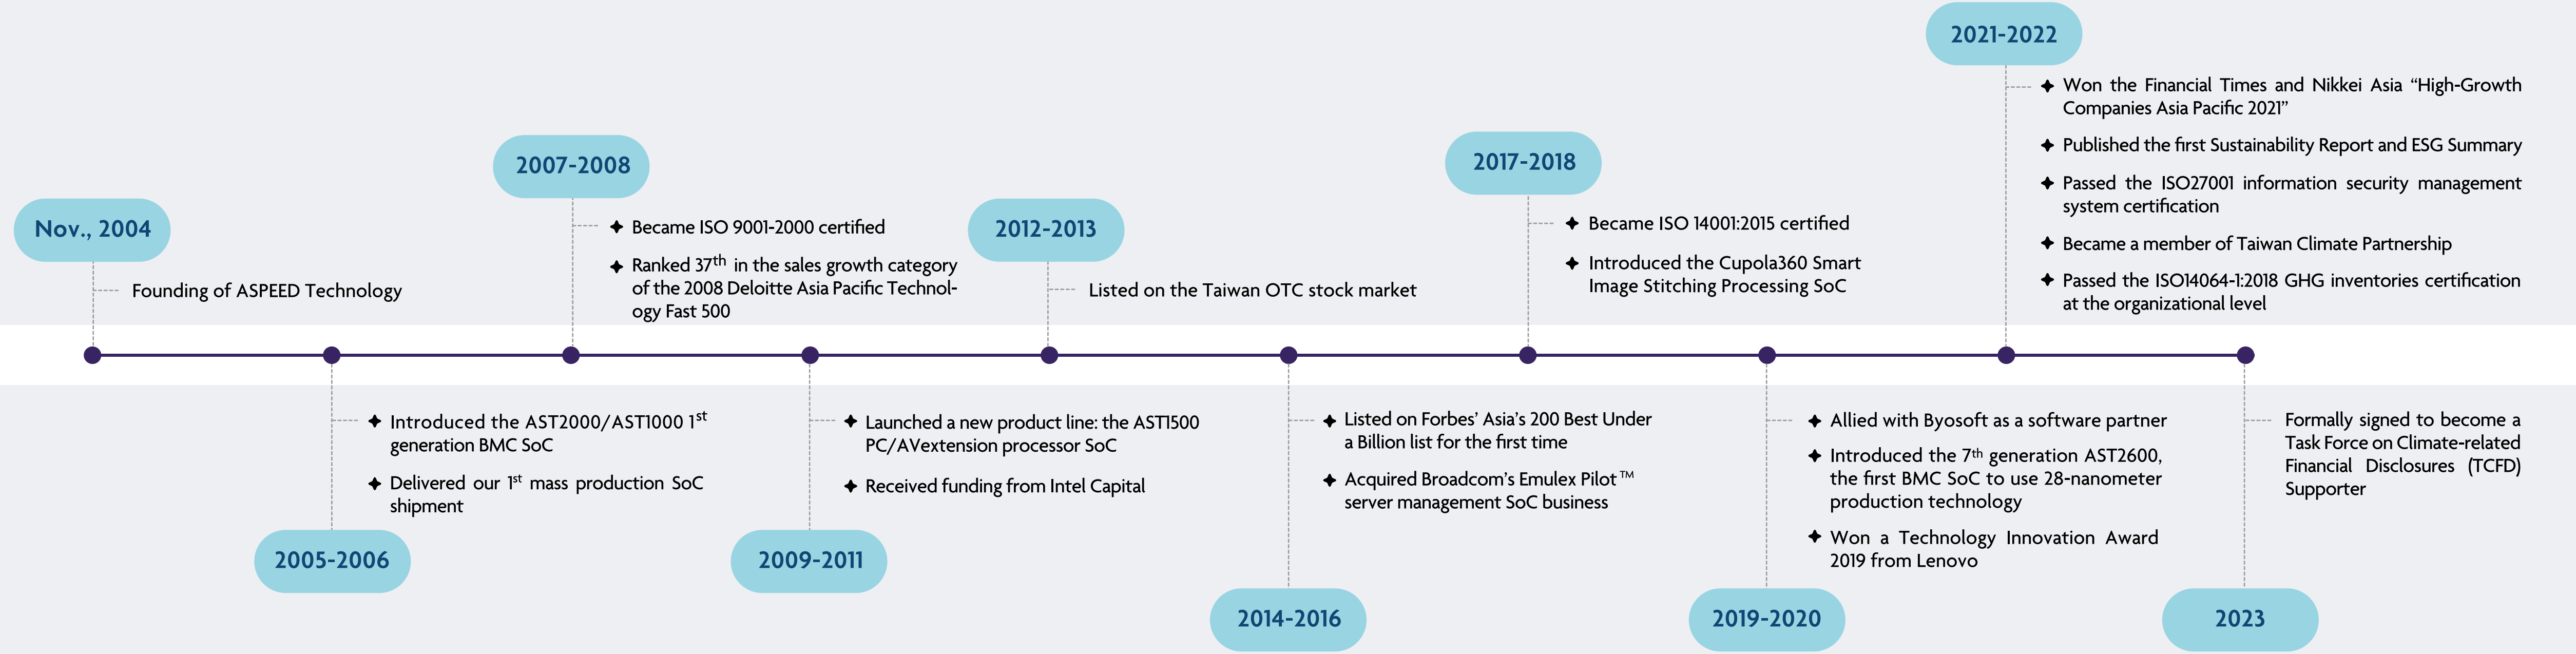 Nov., 2004
Founding of ASPEED Technology
2005-2006
Introduced the AST2000/AST1000 1st
generation BMC SoC
Delivered our 1st mass production SoC
shipment
2007-2008
Became ISO 9001-2000 certified
Ranked 37th in the sales growth category
of the 2008 Deloitte Asia Pacific Technol-
ogy Fast 500
2009-2011
Launched a new product line: the AST1500
PC/AVextension processor SoC
Received funding from Intel Capital
2012-2013
Listed on the Taiwan OTC stock market
2014-2016
Listed on Forbes’ Asia’s 200 Best Under
a Billion list for the first time
Acquired Broadcom’s Emulex Pilot™
server management SoC business
2017-2018
Became ISO 14001:2015 certified
Introduced the Cupola360 Smart
Image Stitching Processing SoC
2019-2020
Allied with Byosoft as a software partner
Introduced the 7th generation AST2600,
the first BMC SoC to use 28-nanometer
production technology
Won a Technology Innovation Award
2019 from Lenovo
2021-2022
Won the Financial Times and Nikkei Asia “High-Growth
Companies Asia Pacific 2021”
Published the first Sustainability Report and ESG Summary
Passed the ISO27001 information security management
system certification
Became a member of Taiwan Climate Partnership
Passed the ISO14064-1:2018 GHG inventories certification
at the organizational level
2023
Formally signed to become a
Task Force on Climate-related
Financial Disclosures (TCFD)
Supporter